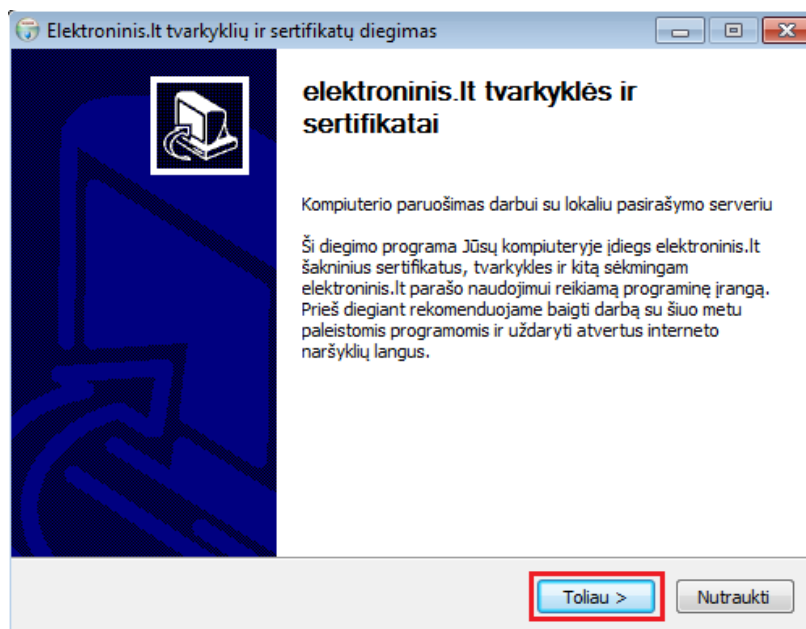 Elektroninis.lt tvarkyklių ir sertifikatų diegimas
elektroninis.lt tvarkyklės ir
sertifikatai
Kompiuterio paruošimas darbui su lokaliu pasirašymo serveriu
Ši diegimo programa Jūsų kompiuteryje įdiegs elektroninis.lt
šakninius sertifikatus, tvarkykles ir kitą sėkmingam
elektroninis.lt parašo naudojimui reikiamą programinę įrangą.
Prieš diegiant rekomenduojame baigti darbą su šiuo metu
paleistomis programomis ir uždaryti atvertus interneto
naršyklių langus.
Toliau >
Nutraukti